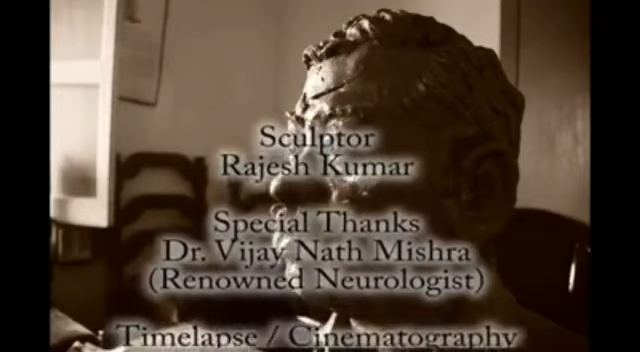 Sculptor
Rajesh Kumar
Special Thanks
Dr. Vijay Nath Mishra
(Renowned Neurologist)
Timelapse / Cinematography